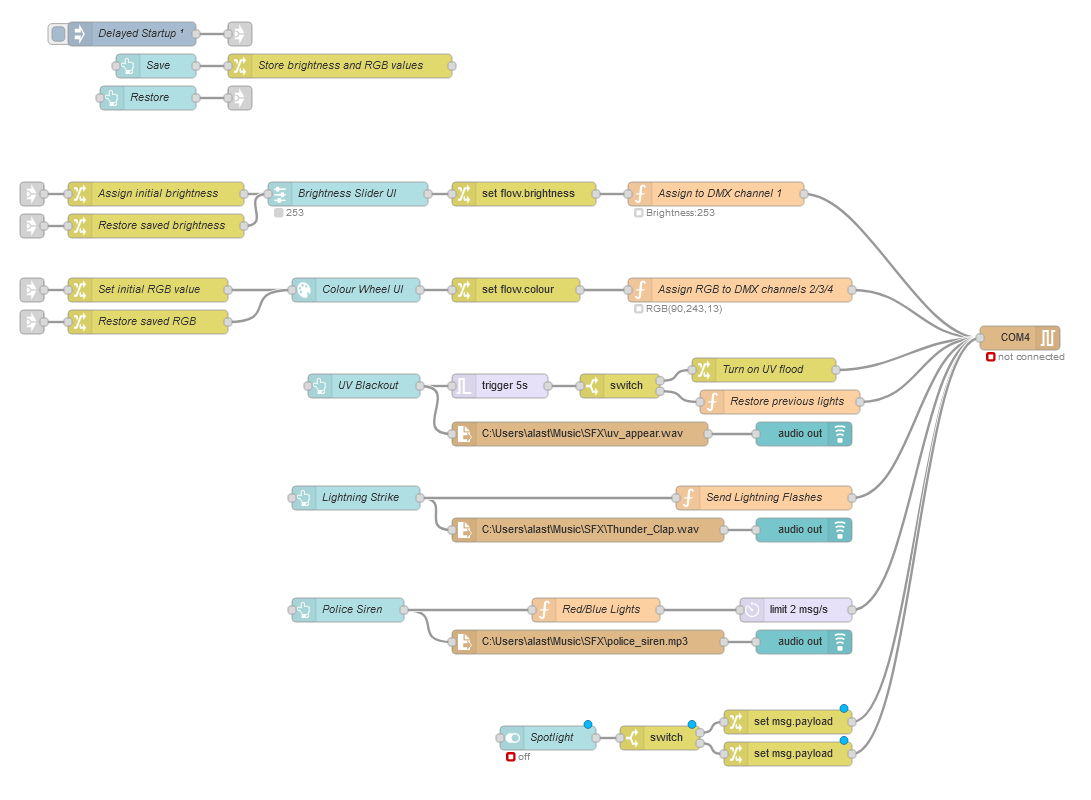 Delayed Startup ¹
Save
Store brightness and RGB values
Restore
Assign initial brightness
Brightness Slider UI
set flow.brightness
Assign to DMX channel 1
253
Brightness:253
Restore saved brightness
Set initial RGB value
Colour Wheel UI
set flow.colour
Assign RGB to DMX channels 2/3/4
RGB(90,243,13)
Restore saved RGB
COM4
not connected
Turn on UV flood
UV Blackout
trigger 5s
switch
Restore previous lights
C:\Users\alast\Music\SFX\uv_appear.wav
audio out
Lightning Strike
Send Lightning Flashes
C:\Users\alast\Music\SFX\Thunder_Clap.wav
audio out
Police Siren
Red/Blue Lights
limit 2 msg/s
C:\Users\alast\Music\SFX\police_siren.mp3
audio out
set msg.payload
Spotlight
switch
off
set msg.payload